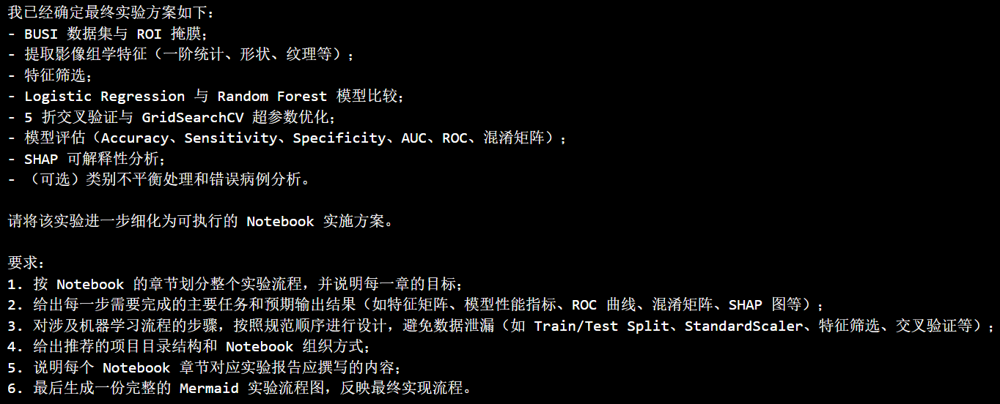 我已经确定最终实验方案如下：
- BUSI 数据集与 ROI 掩膜；
- 提取影像组学特征（一阶统计、形状、纹理等）；
- 特征筛选；
- Logistic Regression 与 Random Forest 模型比较；
- 5 折交叉验证与 GridSearchCV 超参数优化；
- 模型评估（Accuracy、Sensitivity、Specificity、AUC、ROC、混淆矩阵）；
- SHAP 可解释性分析；
- （可选）类别不平衡处理和错误病例分析。
请将该实验进一步细化为可执行的 Notebook 实施方案。
要求：
1. 按 Notebook 的章节划分整个实验流程，并说明每一章的目标；
2. 给出每一步需要完成的主要任务和预期输出结果（如特征矩阵、模型性能指标、ROC 曲线、混淆矩阵、SHAP 图等）；
3. 对涉及机器学习流程的步骤，按照规范顺序进行设计，避免数据泄漏（如 Train/Test Split、StandardScaler、特征筛选、交叉验证等）；
4. 给出推荐的项目目录结构和 Notebook 组织方式；
5. 说明每个 Notebook 章节对应实验报告应撰写的内容；
6. 最后生成一份完整的 Mermaid 实验流程图，反映最终实现流程。